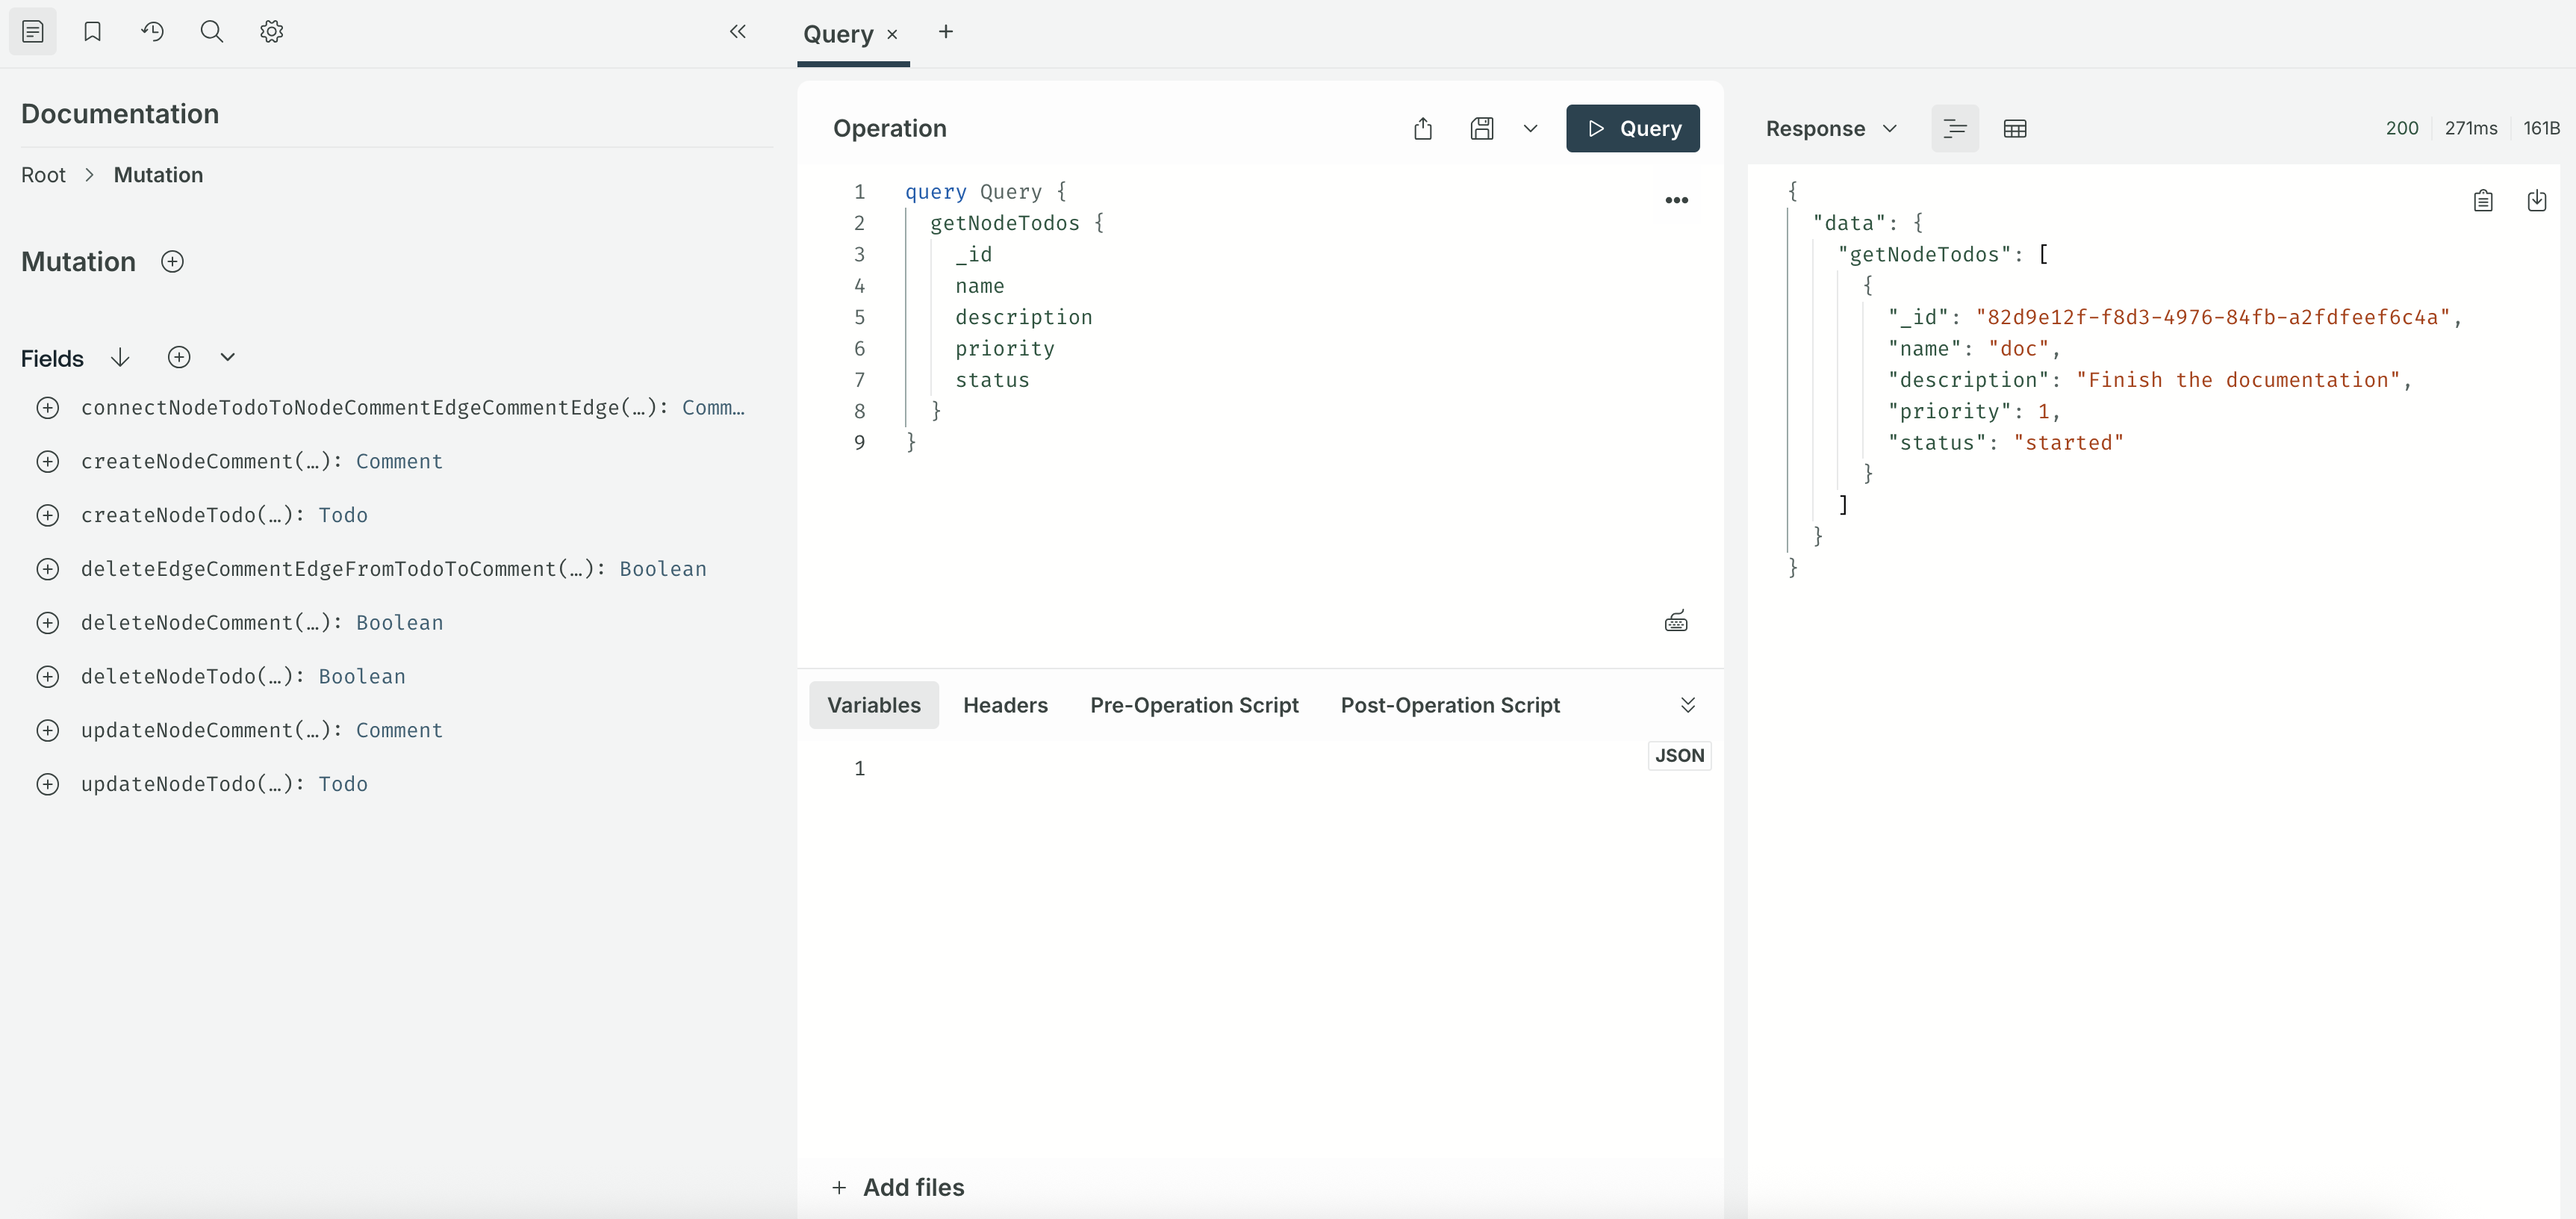 Documentation
Root > Mutation
Mutation
Fields
connectNodeTodoToNodeCommentEdgeCommentEdge(…): Comm…
createNodeComment(…): Comment
createNodeTodo(…): Todo
deleteEdgeCommentEdgeFromTodoToComment(…): Boolean
deleteNodeComment(…): Boolean
deleteNodeTodo(…): Boolean
updateNodeComment(…): Comment
updateNodeTodo(…): Todo
Query
Operation
Query
1 query Query {
2 getNodeTodos {
3 _id
4 name
5 description
6 priority
7 status
8 }
9 }
Variables Headers Pre-Operation Script Post-Operation Script
JSON
1
+ Add files
Response 200 271ms 161B
{
"data": {
"getNodeTodos": [
{
"_id": "82d9e12f-f8d3-4976-84fb-a2fdfeef6c4a",
"name": "doc",
"description": "Finish the documentation",
"priority": 1,
"status": "started"
}
]
}
}